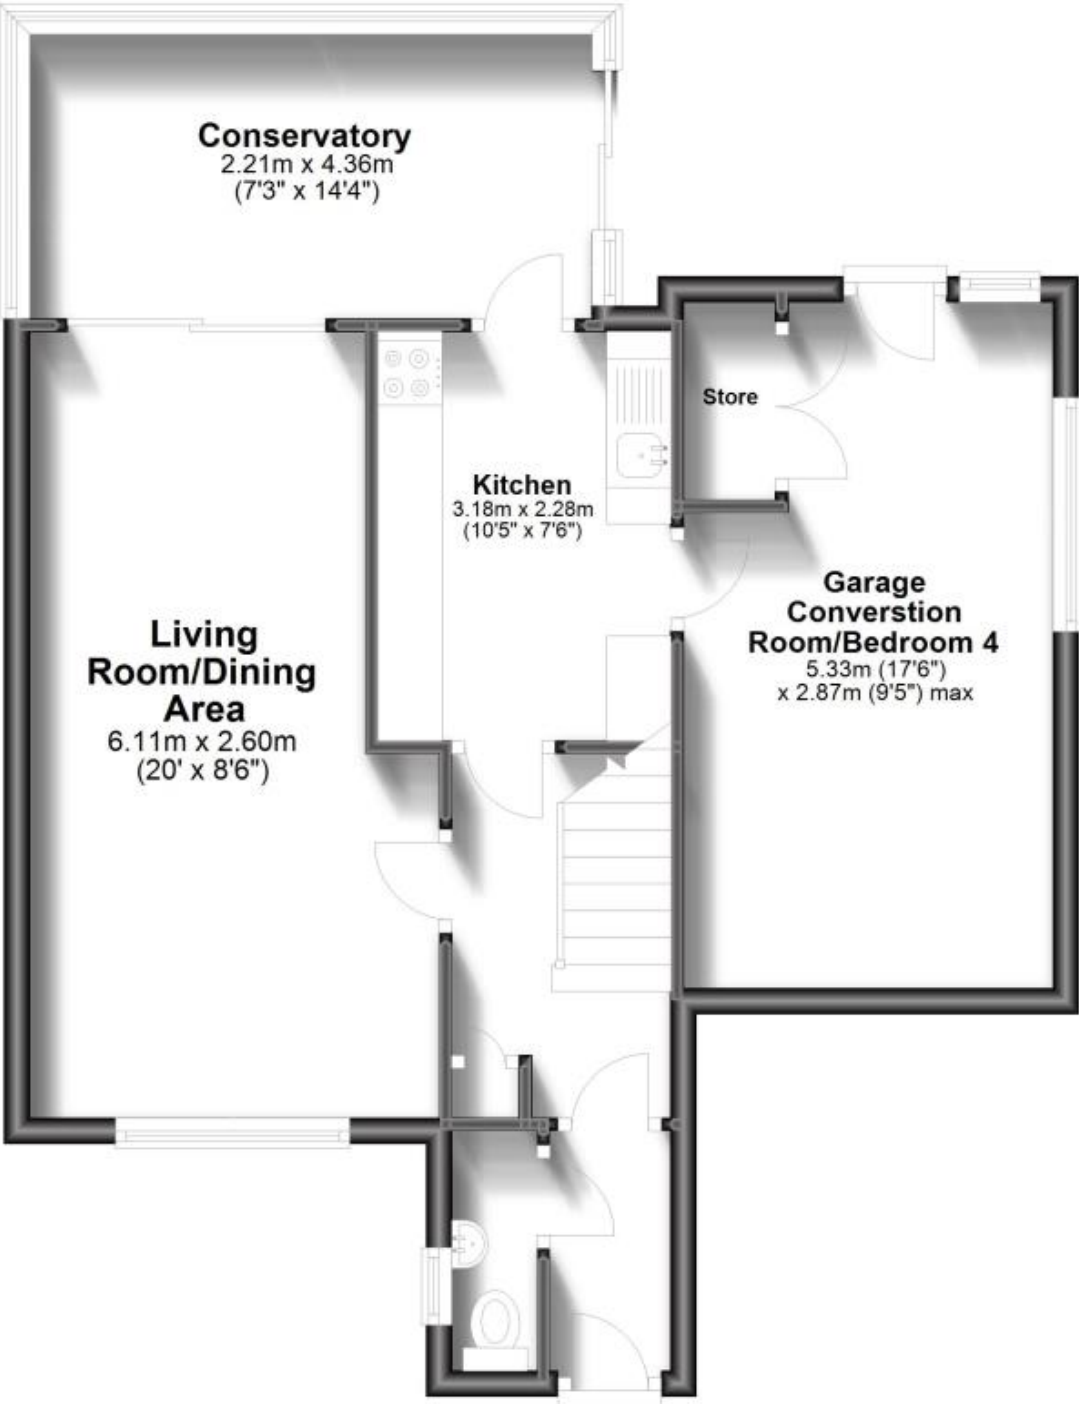 Conservatory
2.21m x 4.36m
(7'3" x 14'4")
Store
Kitchen
3.18m x 2.28m
(10'5" x 7'6")
Garage
Converstion
Room/Bedroom 4
5.33m (17'6")
x 2.87m (9'5") max
Living
Room/Dining
Area
6.11m x 2.60m
(20' x 8'6")